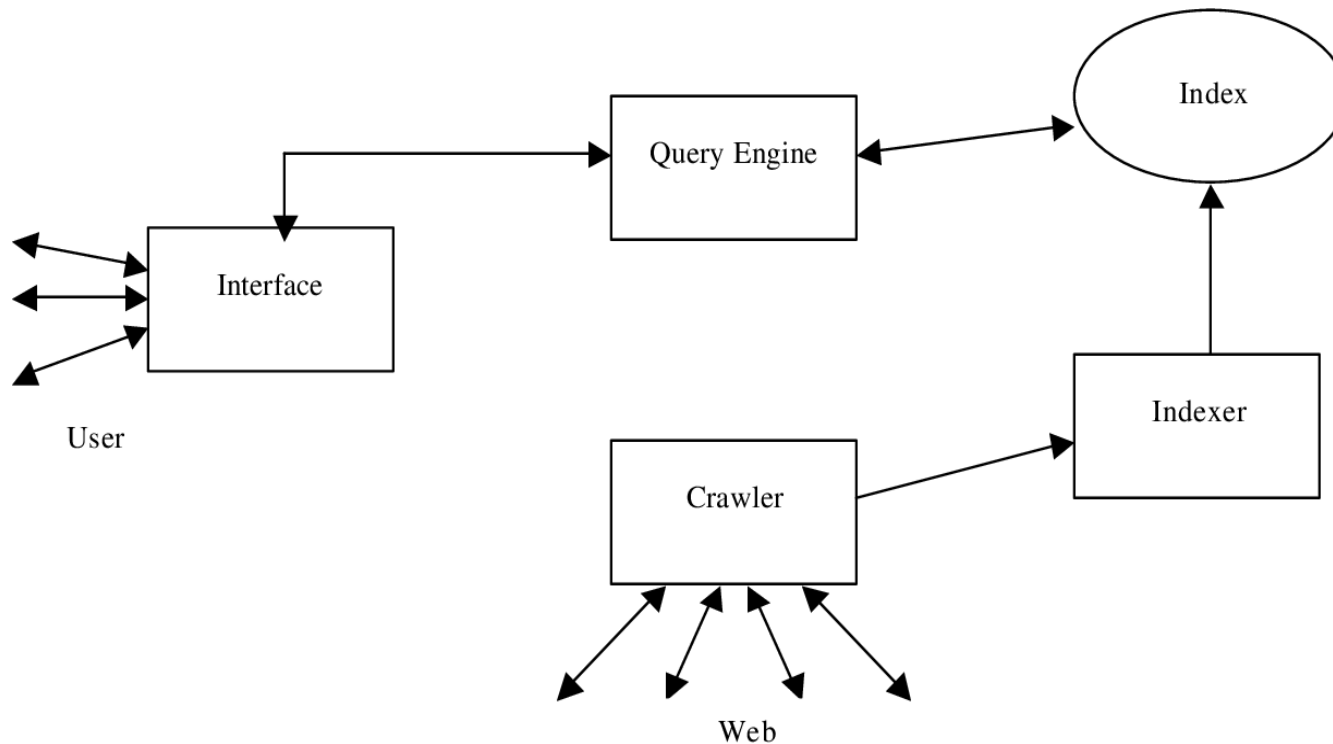 Index
Query Engine
Interface
Indexer
User
Crawler
Web